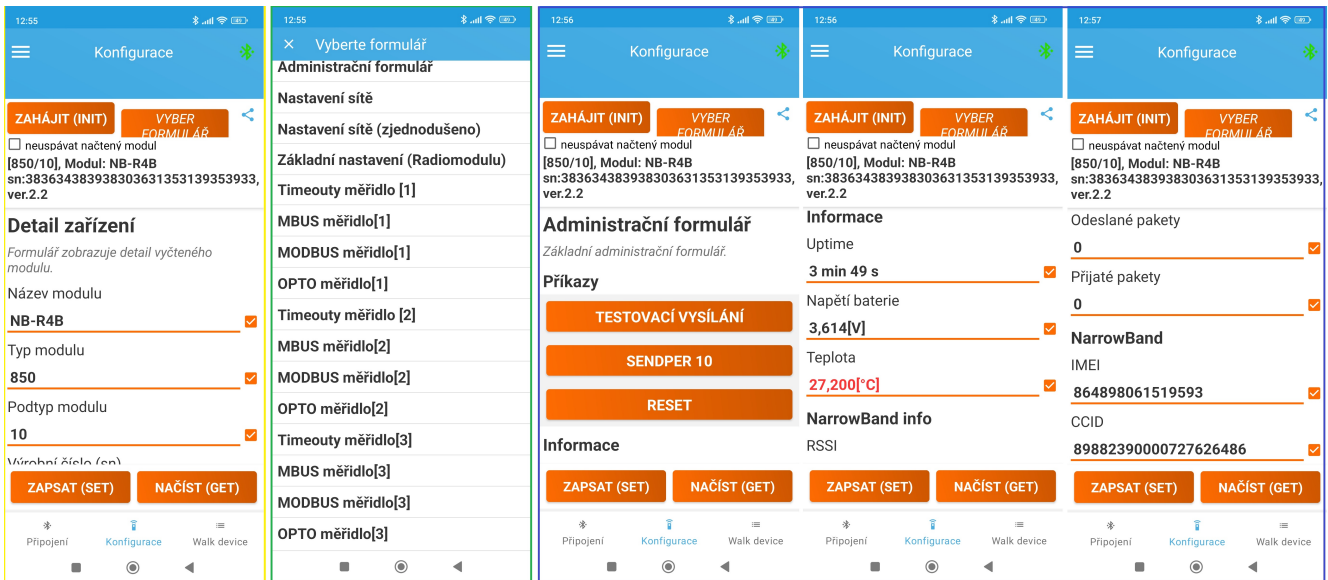 12:55
Konfigurace
ZAHÁJIT (INIT)
VYBER
FORMULÁŘ
neuspávat načtený modul
[850/10], Modul: NB-R4B
sn:38363438393830363135313935393 3,
ver.2.2
Detail zařízení
Formulář zobrazuje detail vyčteného
modulu.
Název modulu
NB-R4B
Typ modulu
850
Podtyp modulu
10
Výrobní číslo (sn)
ZAPSAT (SET)
NAČÍST (GET)
Připojení
Konfigurace
Walk device
12:55
× Vyberte formulář
Administrační formulář
Nastavení sítě
Nastavení sítě (zjednodušeno)
Základní nastavení (Radiomodulu)
Timeouty měřidlo [1]
MBUS měřidlo[1]
MODBUS měřidlo[1]
OPTO měřidlo[1]
Timeouty měřidlo [2]
MBUS měřidlo[2]
MODBUS měřidlo[2]
OPTO měřidlo[2]
Timeouty měřidlo[3]
MBUS měřidlo[3]
MODBUS měřidlo[3]
OPTO měřidlo[3]
12:56
Konfigurace
ZAHÁJIT (INIT)
VYBER
FORMULÁŘ
neuspávat načtený modul
[850/10], Modul: NB-R4B
sn:3836343839383036313531393539 33,
ver.2.2
Administrační formulář
Základní administrační formulář.
Příkazy
TESTOVACÍ VYSÍLÁNÍ
SENDPER 10
RESET
Informace
ZAPSAT (SET)
NAČÍST (GET)
Připojení
Konfigurace
Walk device
12:56
Konfigurace
ZAHÁJIT (INIT)
VYBER
FORMULÁŘ
neuspávat načtený modul
[850/10], Modul: NB-R4B
sn:383634383938303631353139353933,
ver.2.2
Informace
Uptime
3 min 49 s
Napětí baterie
3,614[V]
Teplota
27,200[°C]
NarrowBand info
RSSI
ZAPSAT (SET)
NAČÍST (GET)
Připojení
Konfigurace
Walk device
12:57
Konfigurace
ZAHÁJIT (INIT)
VYBER
FORMULÁŘ
neuspávat načtený modul
[850/10], Modul: NB-R4B
sn:383634383938303631353139353933,
ver.2.2
Odeslané pakety
0
Přijaté pakety
0
NarrowBand
IMEI
864898061519593
CCID
89882390000727626486
ZAPSAT (SET)
NAČÍST (GET)
Připojení
Konfigurace
Walk device